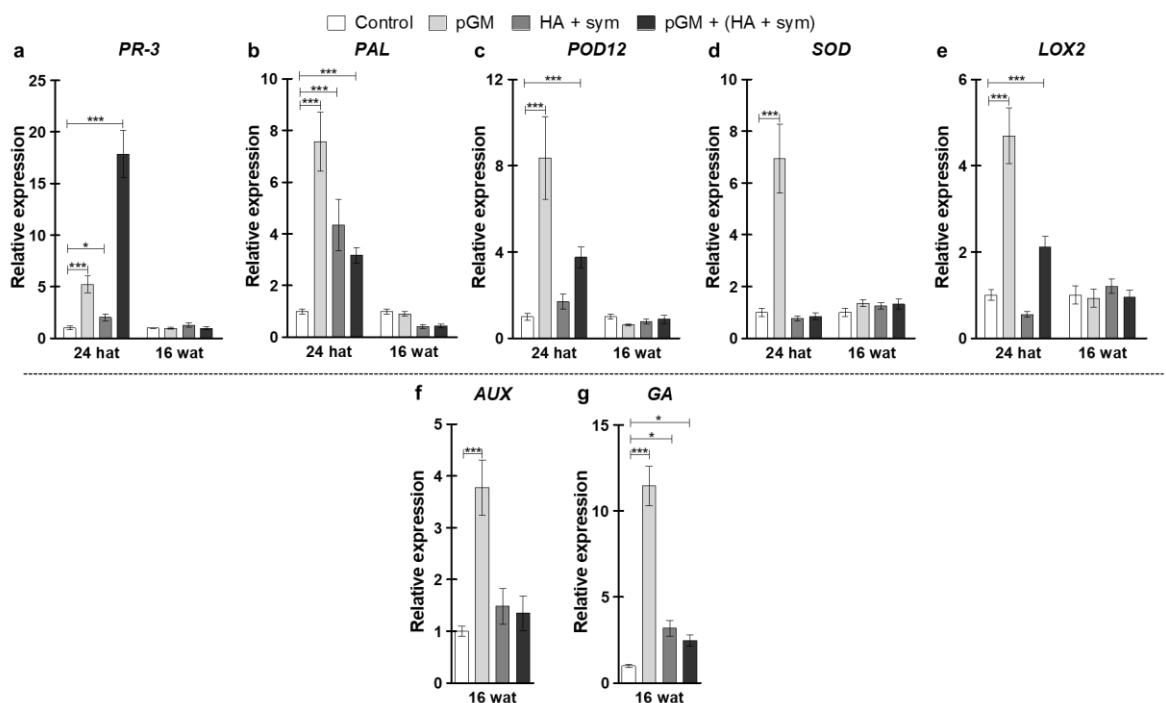 Control pGM HA + sym pGM + (HA + sym)
a PR-3
Relative expression
25
20
15
10
5
0
***
*
***
24 hat 16 wat
b PAL
Relative expression
10
8
6
4
2
0
***
***
***
24 hat 16 wat
c POD12
Relative expression
12
8
4
0
***
***
24 hat 16 wat
d SOD
Relative expression
10
8
6
4
2
0
***
24 hat 16 wat
e LOX2
Relative expression
6
4
2
0
***
***
24 hat 16 wat
f AUX
Relative expression
5
4
3
2
1
0
***
16 wat
g GA
Relative expression
15
10
5
0
*
*
***
16 wat